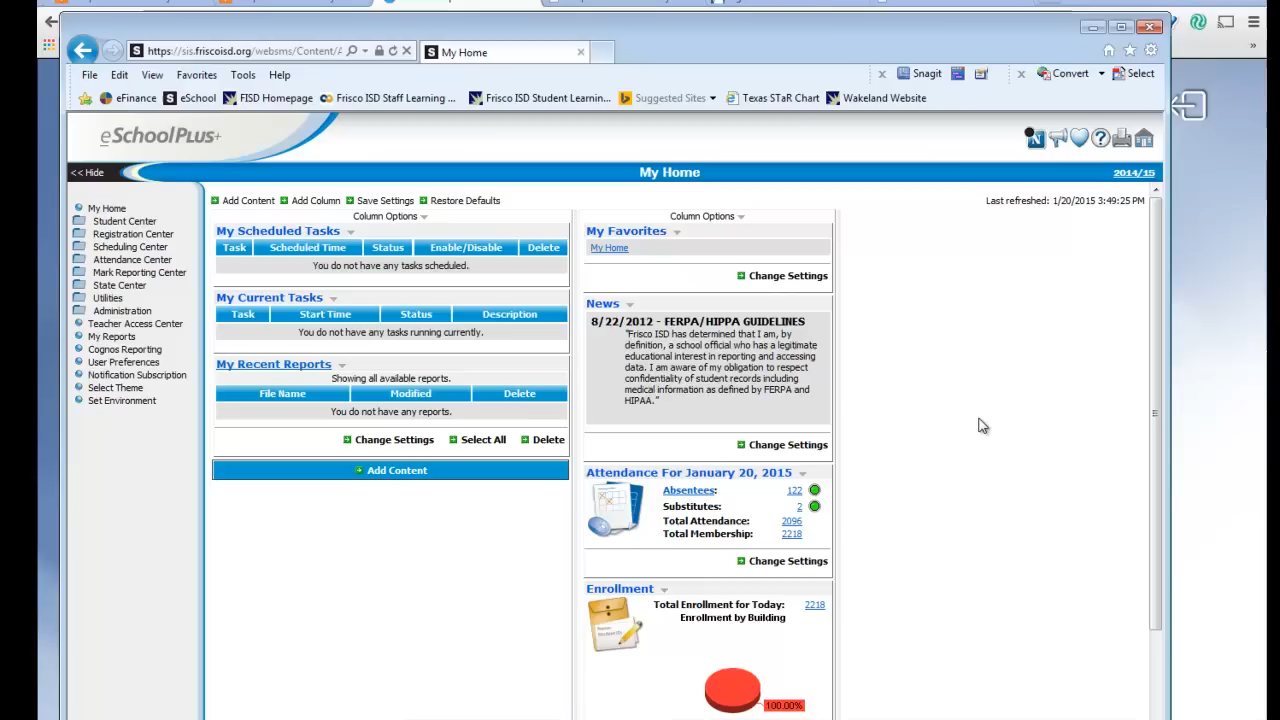 https://sis.friscoisd.org/websms/Content/A
My Home
File Edit View Favorites Tools Help
Snagit
Convert
Select
eFinance
eSchool
FISD Homepage
Frisco ISD Staff Learning ...
Frisco ISD Student Learnin...
Suggested Sites
Texas STaR Chart
Wakeland Website
eSchoolPLUS+
<< Hide
My Home
2014/15
My Home
Student Center
Registration Center
Scheduling Center
Attendance Center
Mark Reporting Center
State Center
Utilities
Administration
Teacher Access Center
My Reports
Cognos Reporting
User Preferences
Notification Subscription
Select Theme
Set Environment
Add Content Add Column Save Settings Restore Defaults
Last refreshed: 1/20/2015 3:49:25 PM
Column Options
My Scheduled Tasks
Task Scheduled Time Status Enable/Disable Delete
You do not have any tasks scheduled.
My Current Tasks
Task Start Time Status Description
You do not have any tasks running currently.
My Recent Reports
Showing all available reports.
File Name Modified Delete
You do not have any reports.
Change Settings Select All Delete
Add Content
Column Options
My Favorites
My Home
Change Settings
News
8/22/2012 - FERPA/HIPPA GUIDELINES
"Frisco ISD has determined that I am, by
definition, a school official who has a legitimate
educational interest in reporting and accessing
data. I am aware of my obligation to respect
confidentiality of student records including
medical information as defined by FERPA and
HIPAA."
Change Settings
Attendance For January 20, 2015
Absentees: 122
Substitutes: 2
Total Attendance: 2096
Total Membership: 2218
Change Settings
Enrollment
Total Enrollment for Today: 2218
Enrollment by Building
100.00%